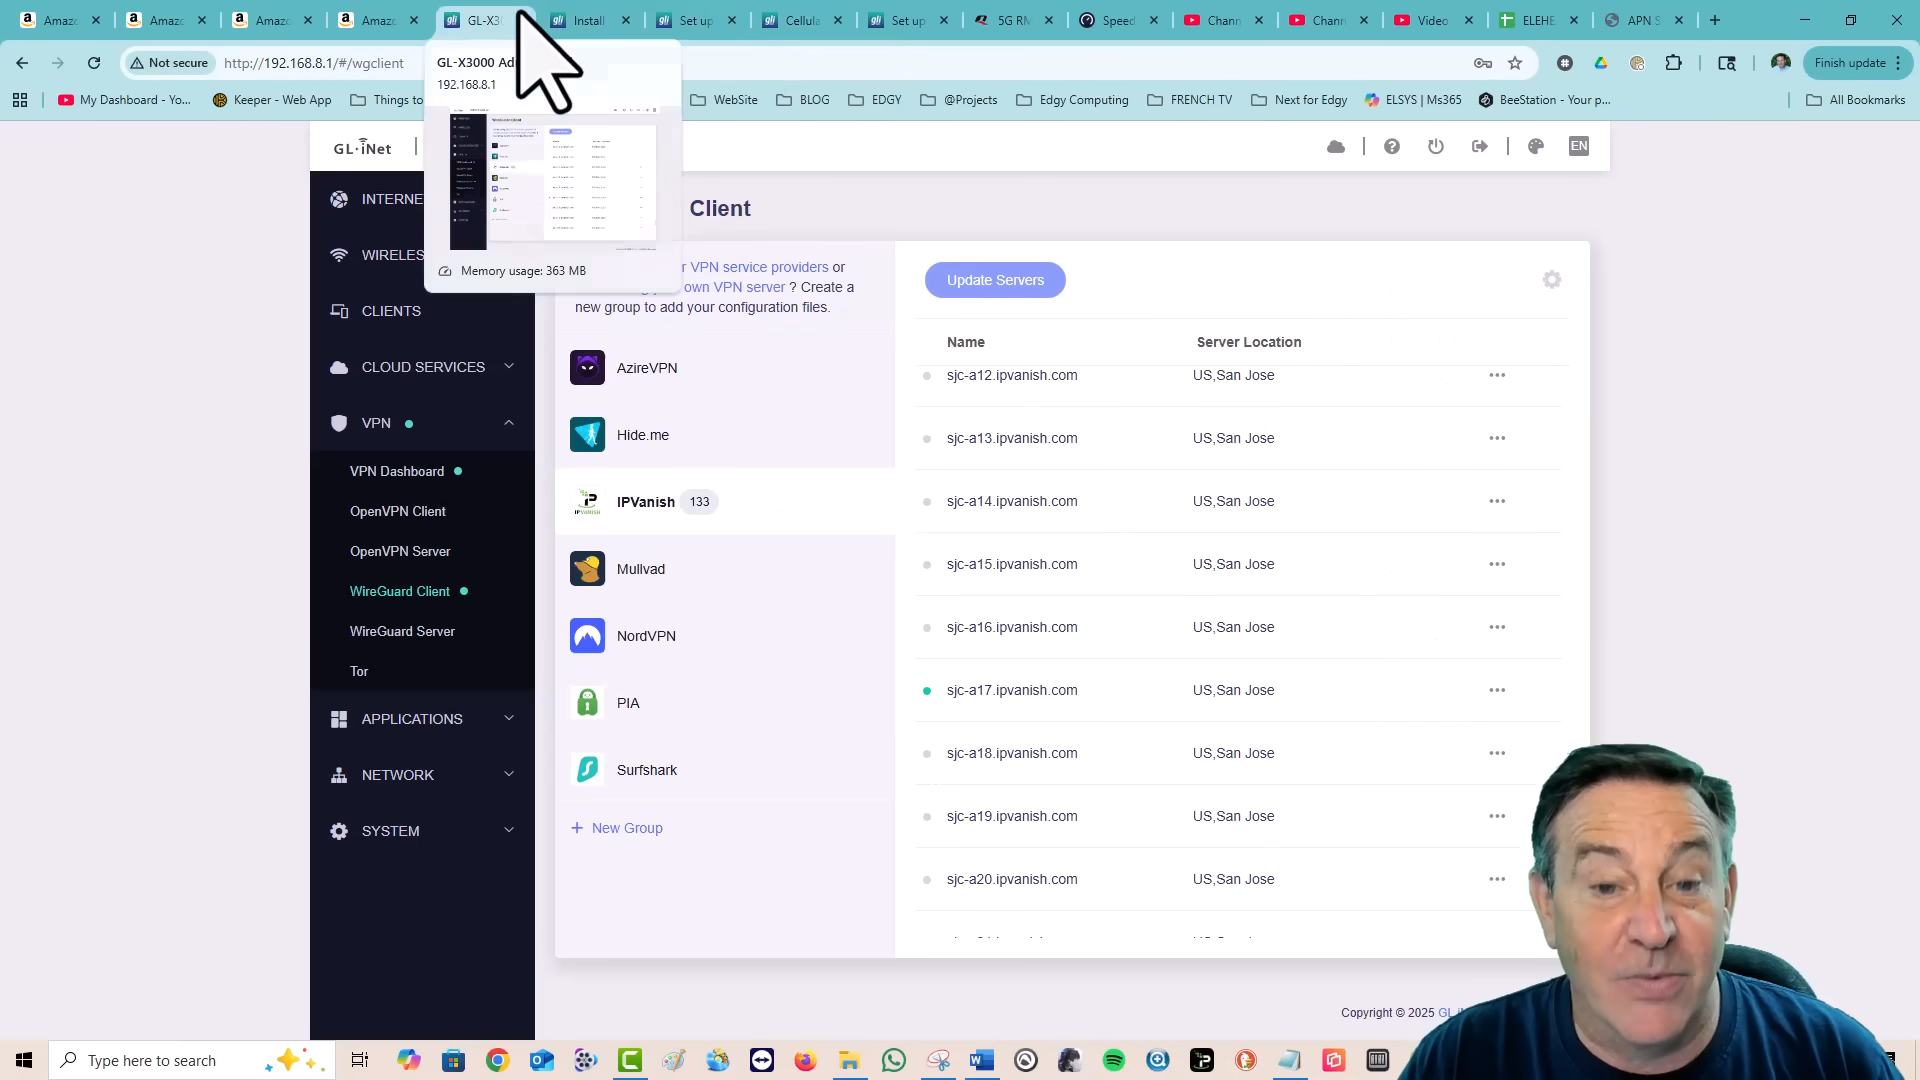 Amazo
Amazo
Amazo
Amazo
GL-X3
Install
Set up
Cellula
Set up
5G RM
Speed
Chann
Chann
Video
ELEHE
APN S
Not secure
http://192.168.8.1/#/wgclient
Finish update
GL-X3000 Ad
192.168.8.1
Memory usage: 363 MB
My Dashboard - Yo...
Keeper - Web App
Things to
WebSite
BLOG
EDGY
@Projects
Edgy Computing
FRENCH TV
Next for Edgy
ELSYS | Ms365
BeeStation - Your p...
All Bookmarks
GL·iNet
EN
INTERNE
WIRELES
CLIENTS
CLOUD SERVICES
VPN
VPN Dashboard
OpenVPN Client
OpenVPN Server
WireGuard Client
WireGuard Server
Tor
APPLICATIONS
NETWORK
SYSTEM
Client
r VPN service providers or
own VPN server ? Create a
new group to add your configuration files.
AzireVPN
Hide.me
IPVanish 133
Mullvad
NordVPN
PIA
Surfshark
+ New Group
Update Servers
Name Server Location
sjc-a12.ipvanish.com US,San Jose
sjc-a13.ipvanish.com US,San Jose
sjc-a14.ipvanish.com US,San Jose
sjc-a15.ipvanish.com US,San Jose
sjc-a16.ipvanish.com US,San Jose
sjc-a17.ipvanish.com US,San Jose
sjc-a18.ipvanish.com US,San Jose
sjc-a19.ipvanish.com US,San Jose
sjc-a20.ipvanish.com US,San Jose
Copyright © 2025 GL.iN
Type here to search